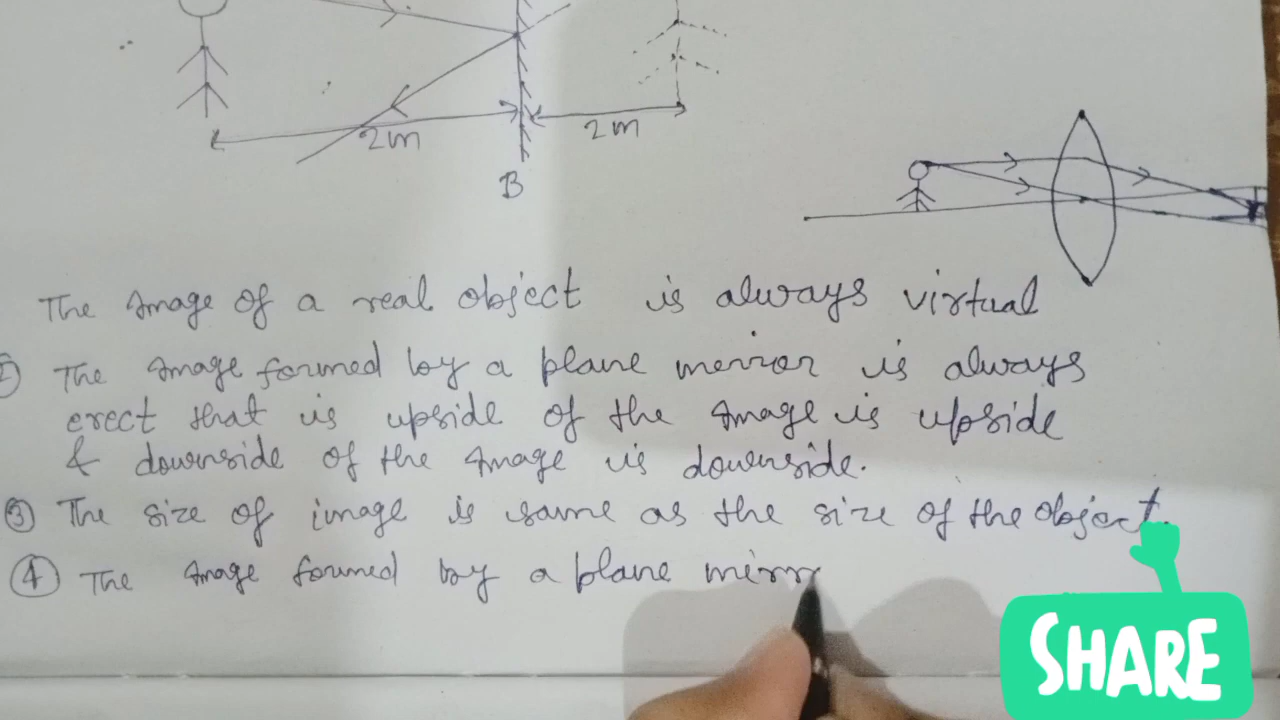 2m
2m
B
The Image of a real object is always virtual
② The Image formed by a plane mirror is always
erect that is upside of the Image is upside
& downside of the Image is downside.
③ The size of image is same as the size of the object.
④ The Image formed by a plane mirr
SHARE